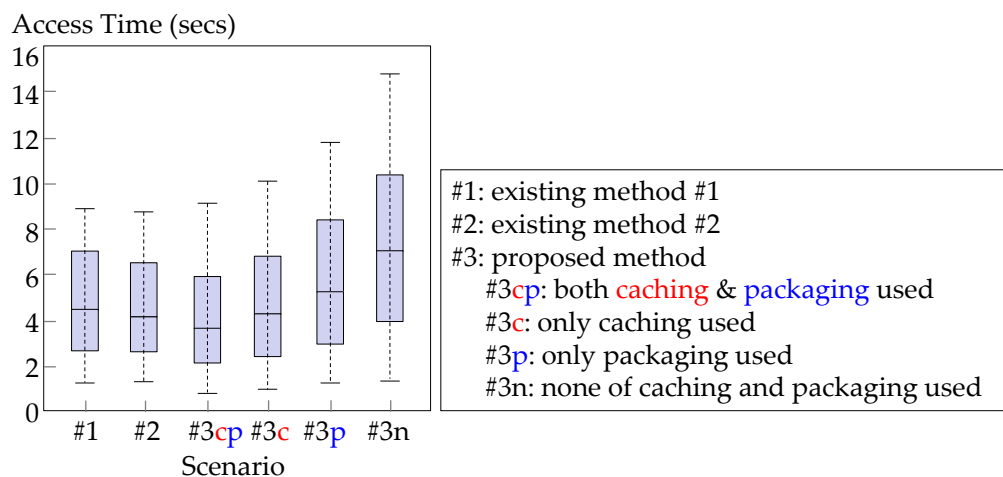 Access Time (secs)
16
14
12
10
8
6
4
2
0
#1 #2 #3cp #3c #3p #3n
Scenario
#1: existing method #1
#2: existing method #2
#3: proposed method
#3cp: both caching & packaging used
#3c: only caching used
#3p: only packaging used
#3n: none of caching and packaging used